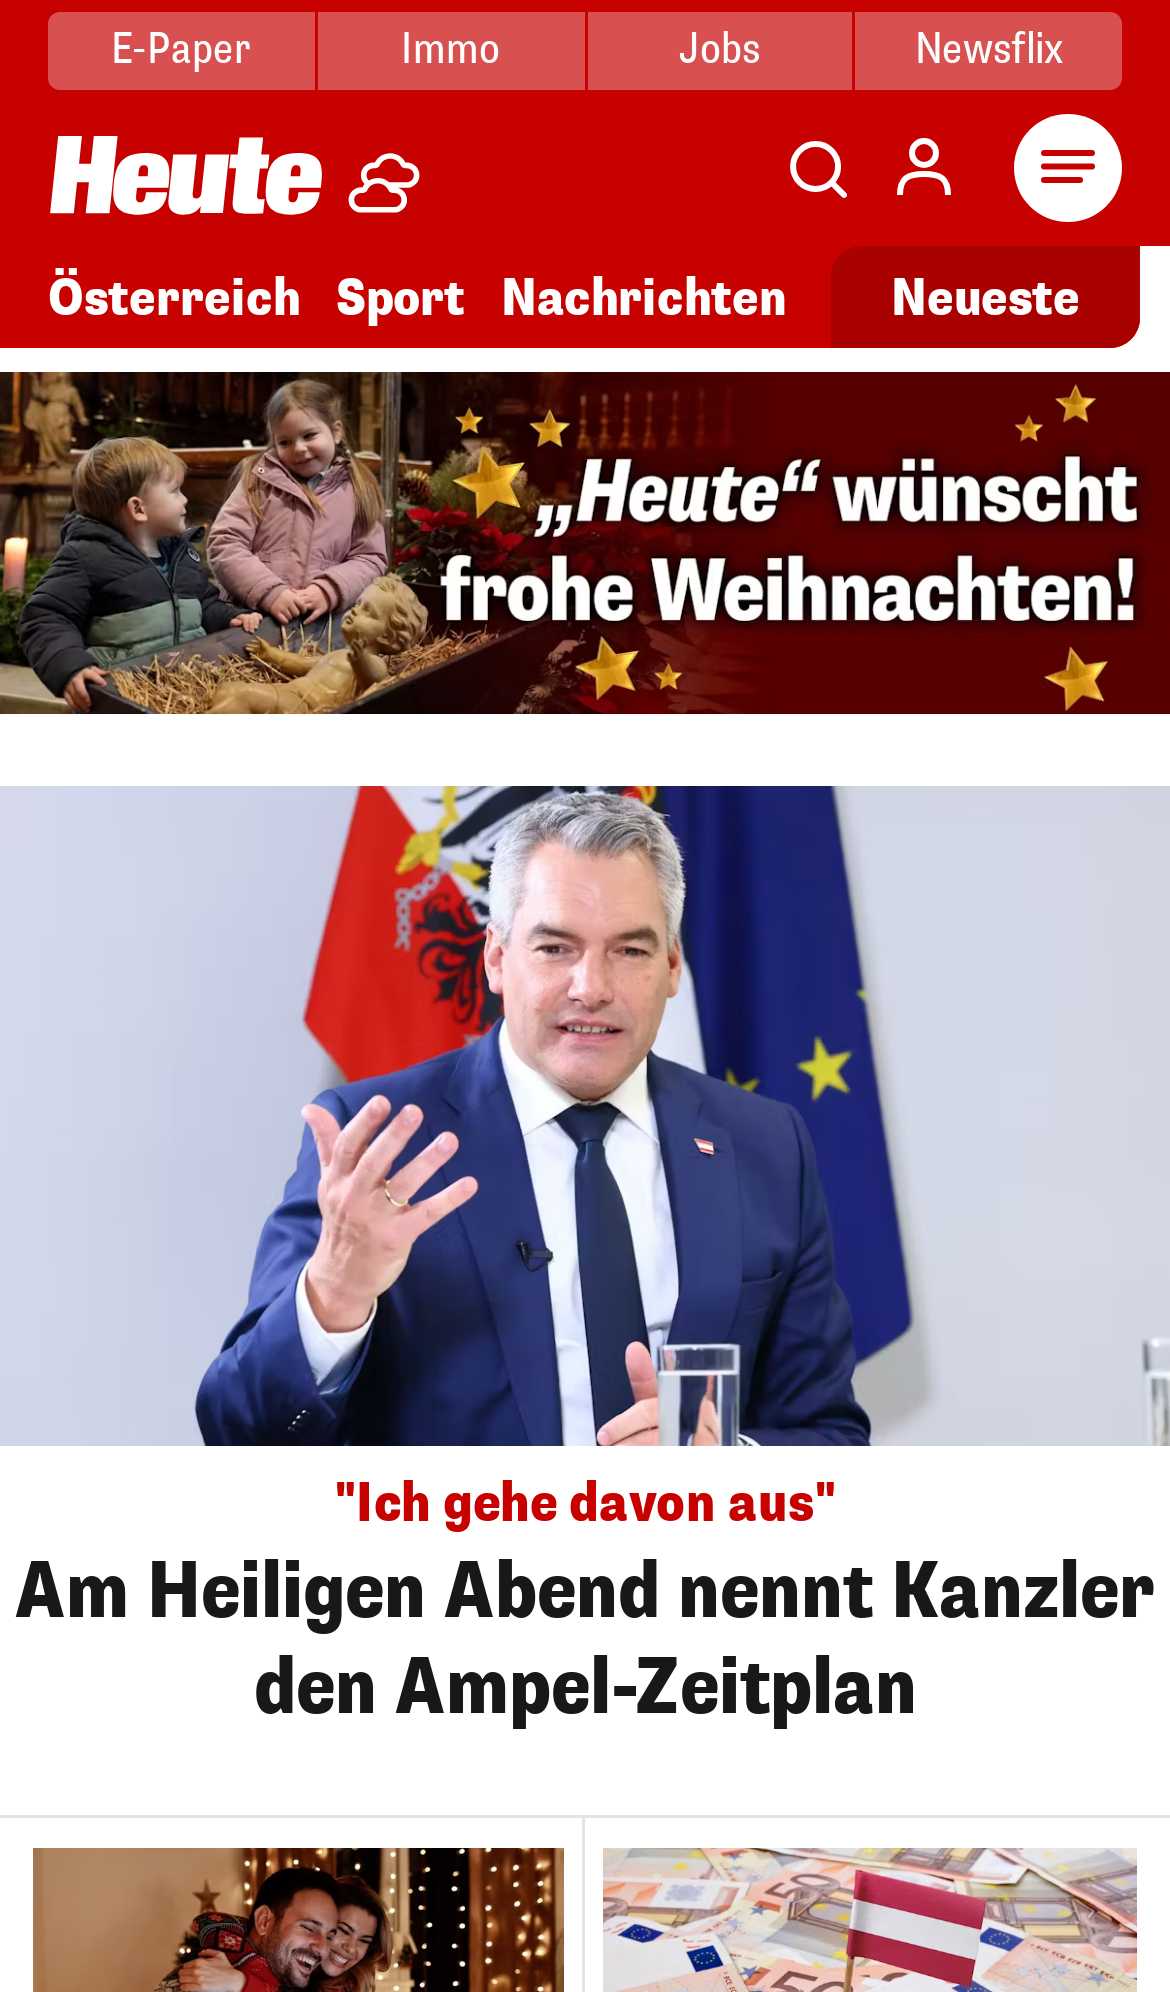 E-Paper
Immo
Jobs
Newsflix
Heute
Österreich
Sport
Nachrichten
Neueste
„Heute“ wünscht
frohe Weihnachten!
"Ich gehe davon aus"
Am Heiligen Abend nennt Kanzler
den Ampel-Zeitplan